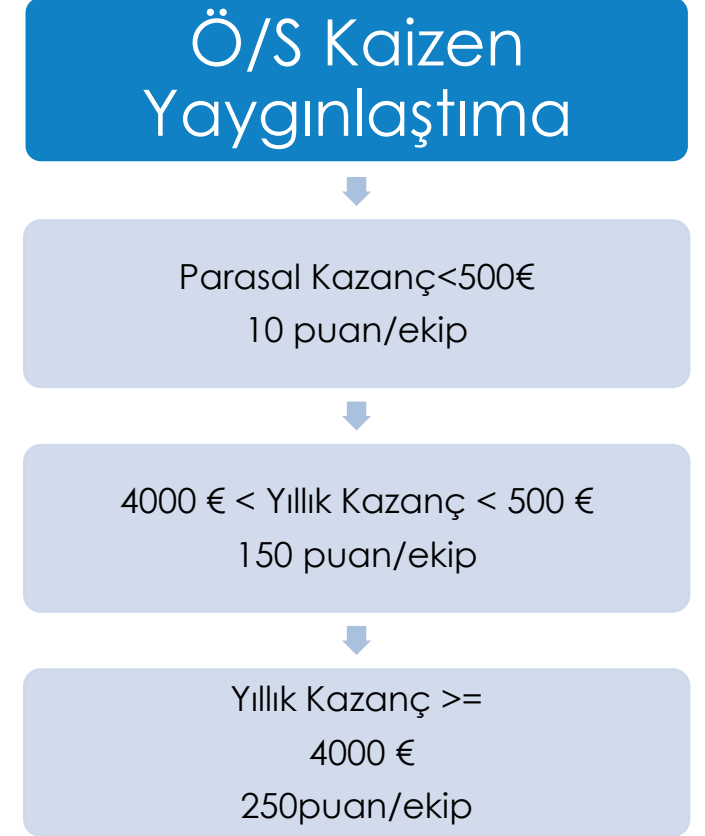 Ö/S Kaizen
Yaygınlaştıma
Parasal Kazanç<500€
10 puan/ekip
4000 € < Yıllık Kazanç < 500 €
150 puan/ekip
Yıllık Kazanç >=
4000 €
250puan/ekip